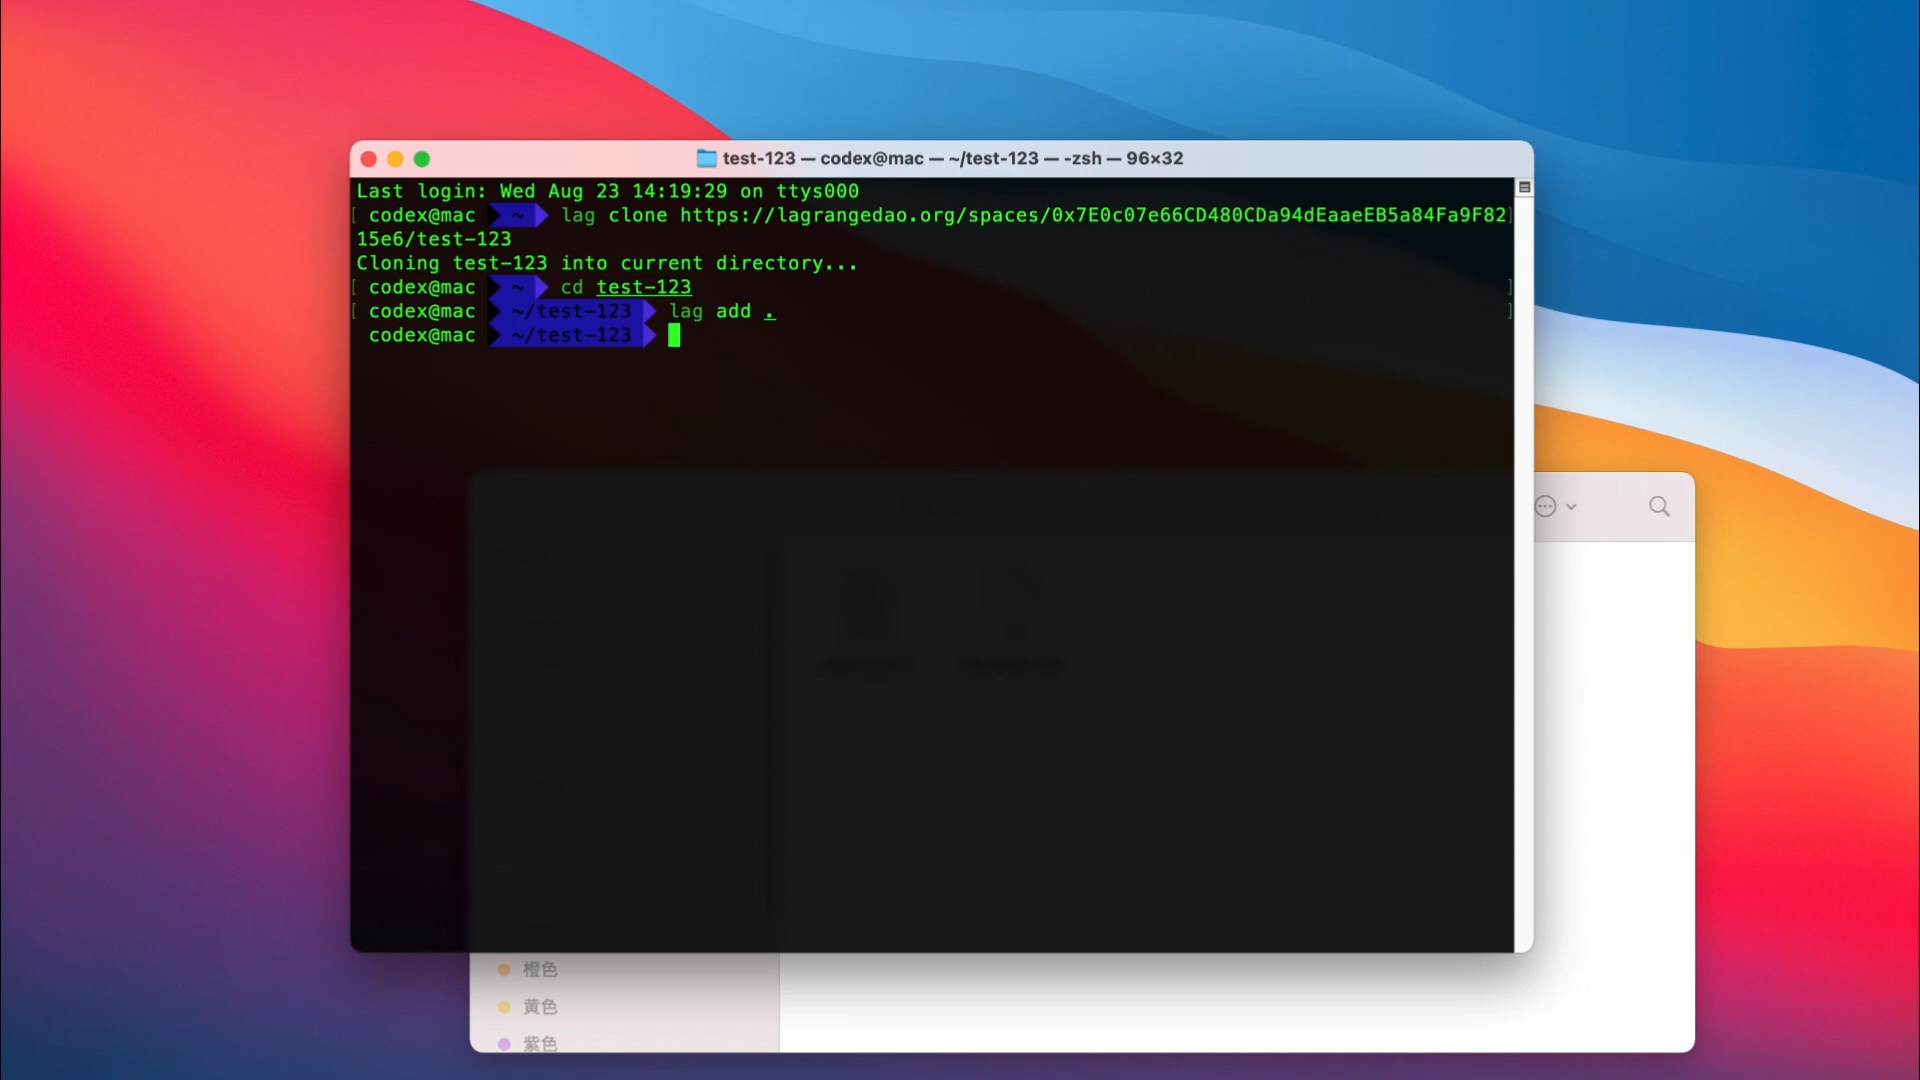 test-123 — codex@mac — ~/test-123 — -zsh — 96×32
Last login: Wed Aug 23 14:19:29 on ttys000
codex@mac ~ lag clone https://lagrangedao.org/spaces/0x7E0c07e66CD480CDa94dEaaeEB5a84Fa9F82
15e6/test-123
Cloning test-123 into current directory...
codex@mac ~ cd test-123
codex@mac ~/test-123 lag add .
codex@mac ~/test-123
橙色
黄色
紫色